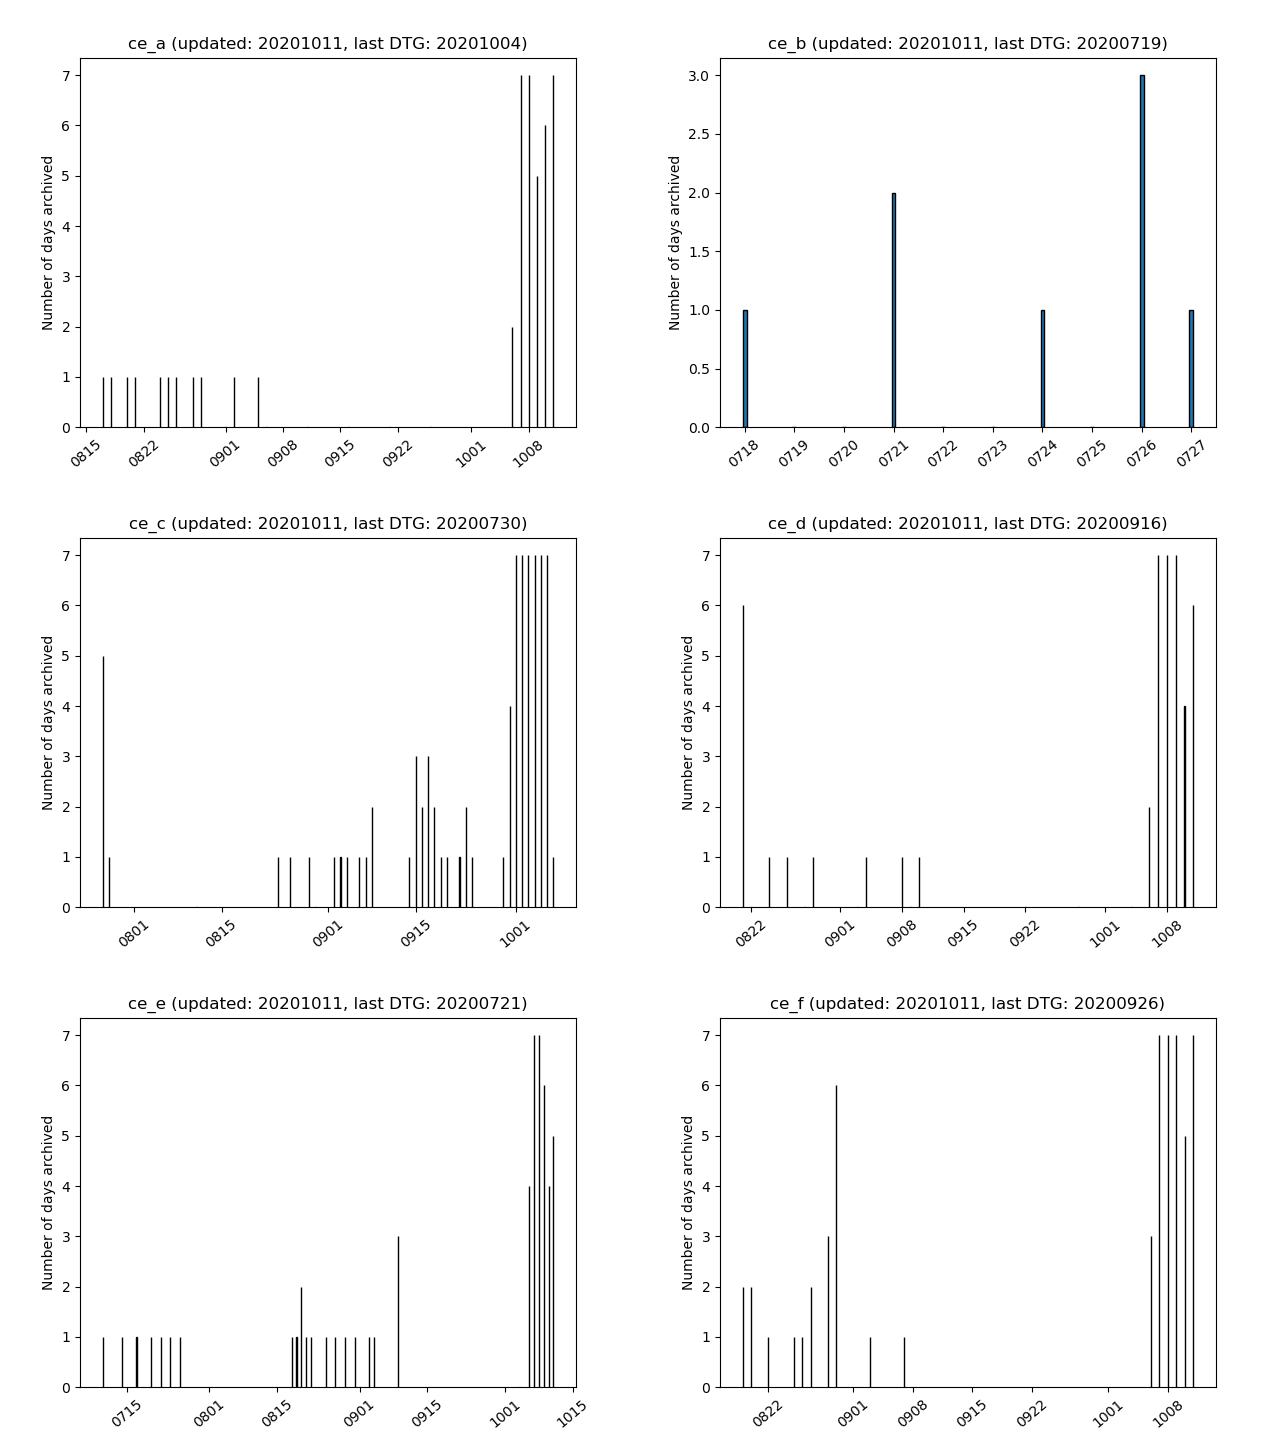 ce_a (updated: 20201011, last DTG: 20201004)
Number of days archived
7
6
5
4
3
2
1
0
0815 0822 0901 0908 0915 0922 1001 1008
ce_b (updated: 20201011, last DTG: 20200719)
Number of days archived
3.0
2.5
2.0
1.5
1.0
0.5
0.0
0718 0719 0720 0721 0722 0723 0724 0725 0726 0727
ce_c (updated: 20201011, last DTG: 20200730)
Number of days archived
7
6
5
4
3
2
1
0
0801 0815 0901 0915 1001
ce_d (updated: 20201011, last DTG: 20200916)
Number of days archived
7
6
5
4
3
2
1
0
0822 0901 0908 0915 0922 1001 1008
ce_e (updated: 20201011, last DTG: 20200721)
Number of days archived
7
6
5
4
3
2
1
0
0715 0801 0815 0901 0915 1001 1015
ce_f (updated: 20201011, last DTG: 20200926)
Number of days archived
7
6
5
4
3
2
1
0
0822 0901 0908 0915 0922 1001 1008